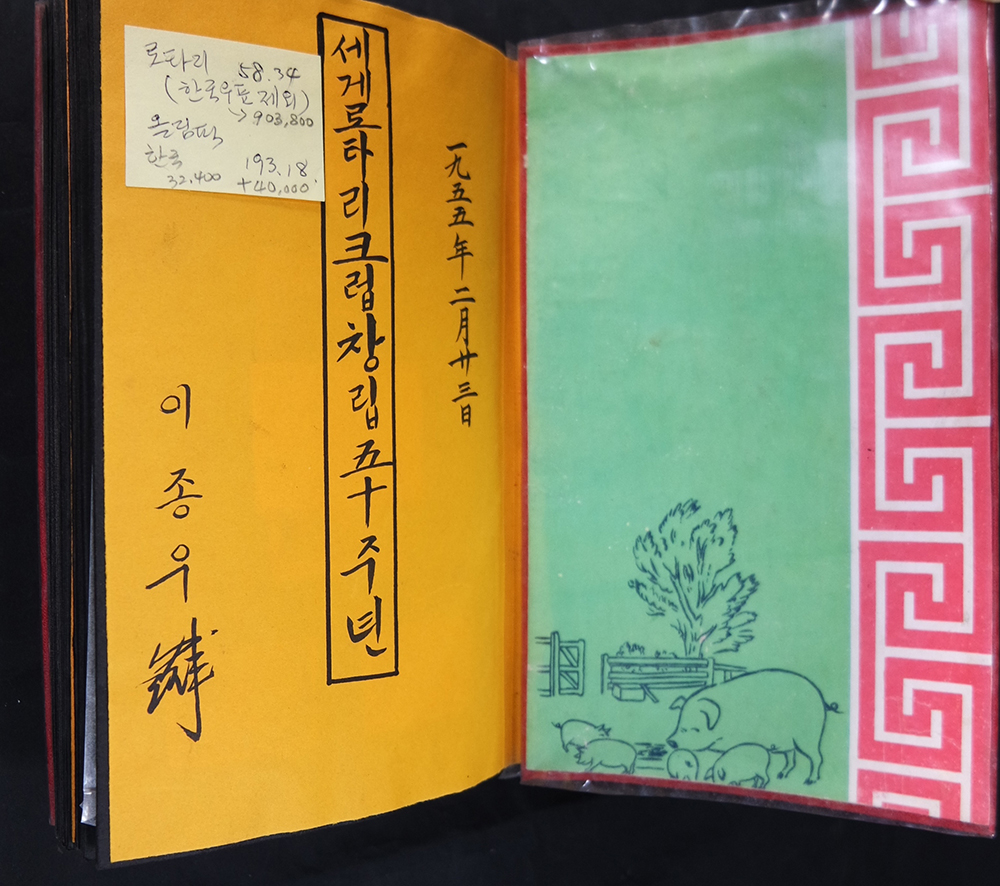 로타리 58.34
(한국우표 제외)
↳903,800
올림픽
한국 193.18
32,400 +40,000
一九五五年 二月 廿三日
세게로타리크럽창립五十주년
이종우